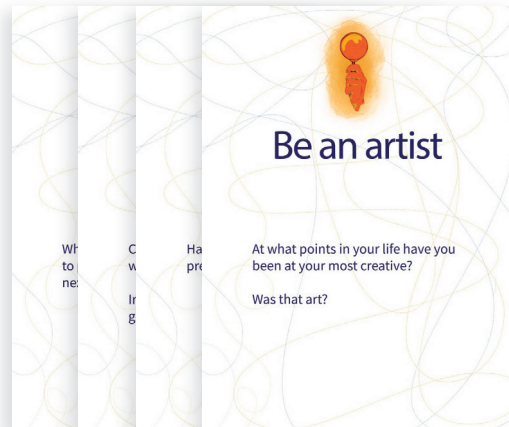 Be an artist
At what points in your life have you
been at your most creative?
Was that art?